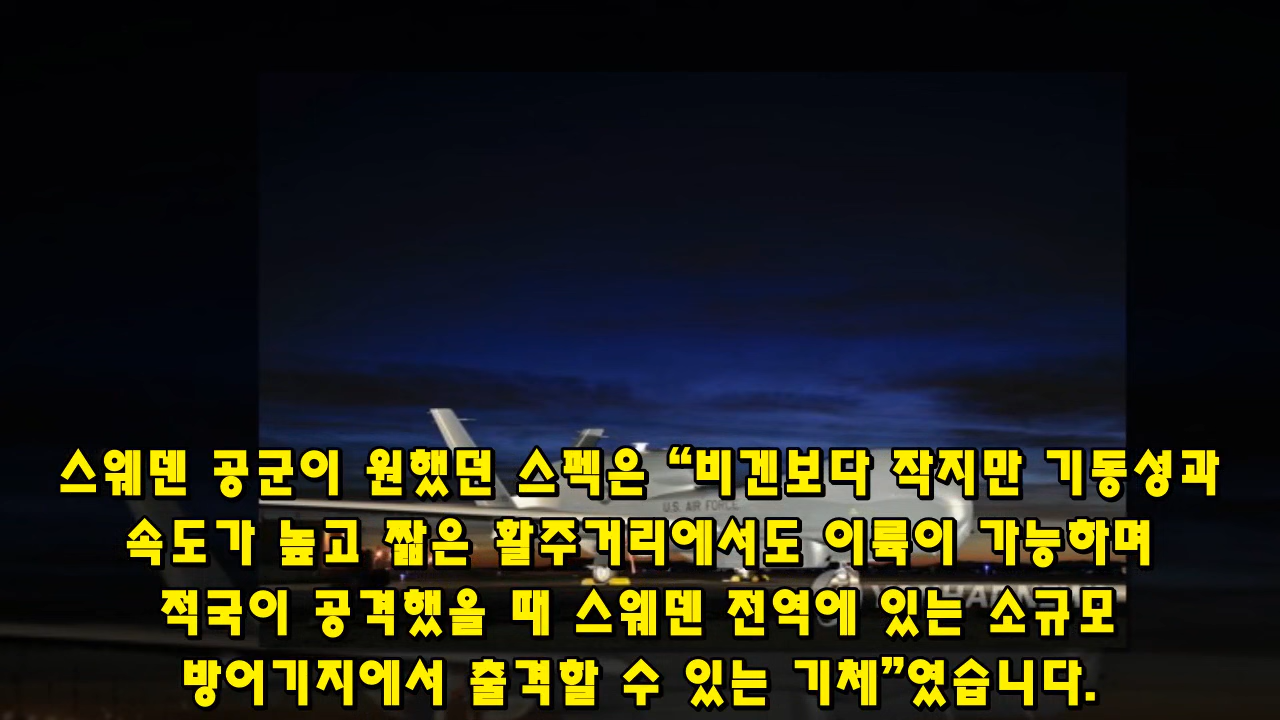 스웨덴 공군이 원했던 스펙은 “비겐보다 작지만 기동성과
속도가 높고 짧은 활주거리에서도 이륙이 가능하며
적국이 공격했을 때 스웨덴 전역에 있는 소규모
방어기지에서 출격할 수 있는 기체”였습니다.
U.S. AIR FORCE